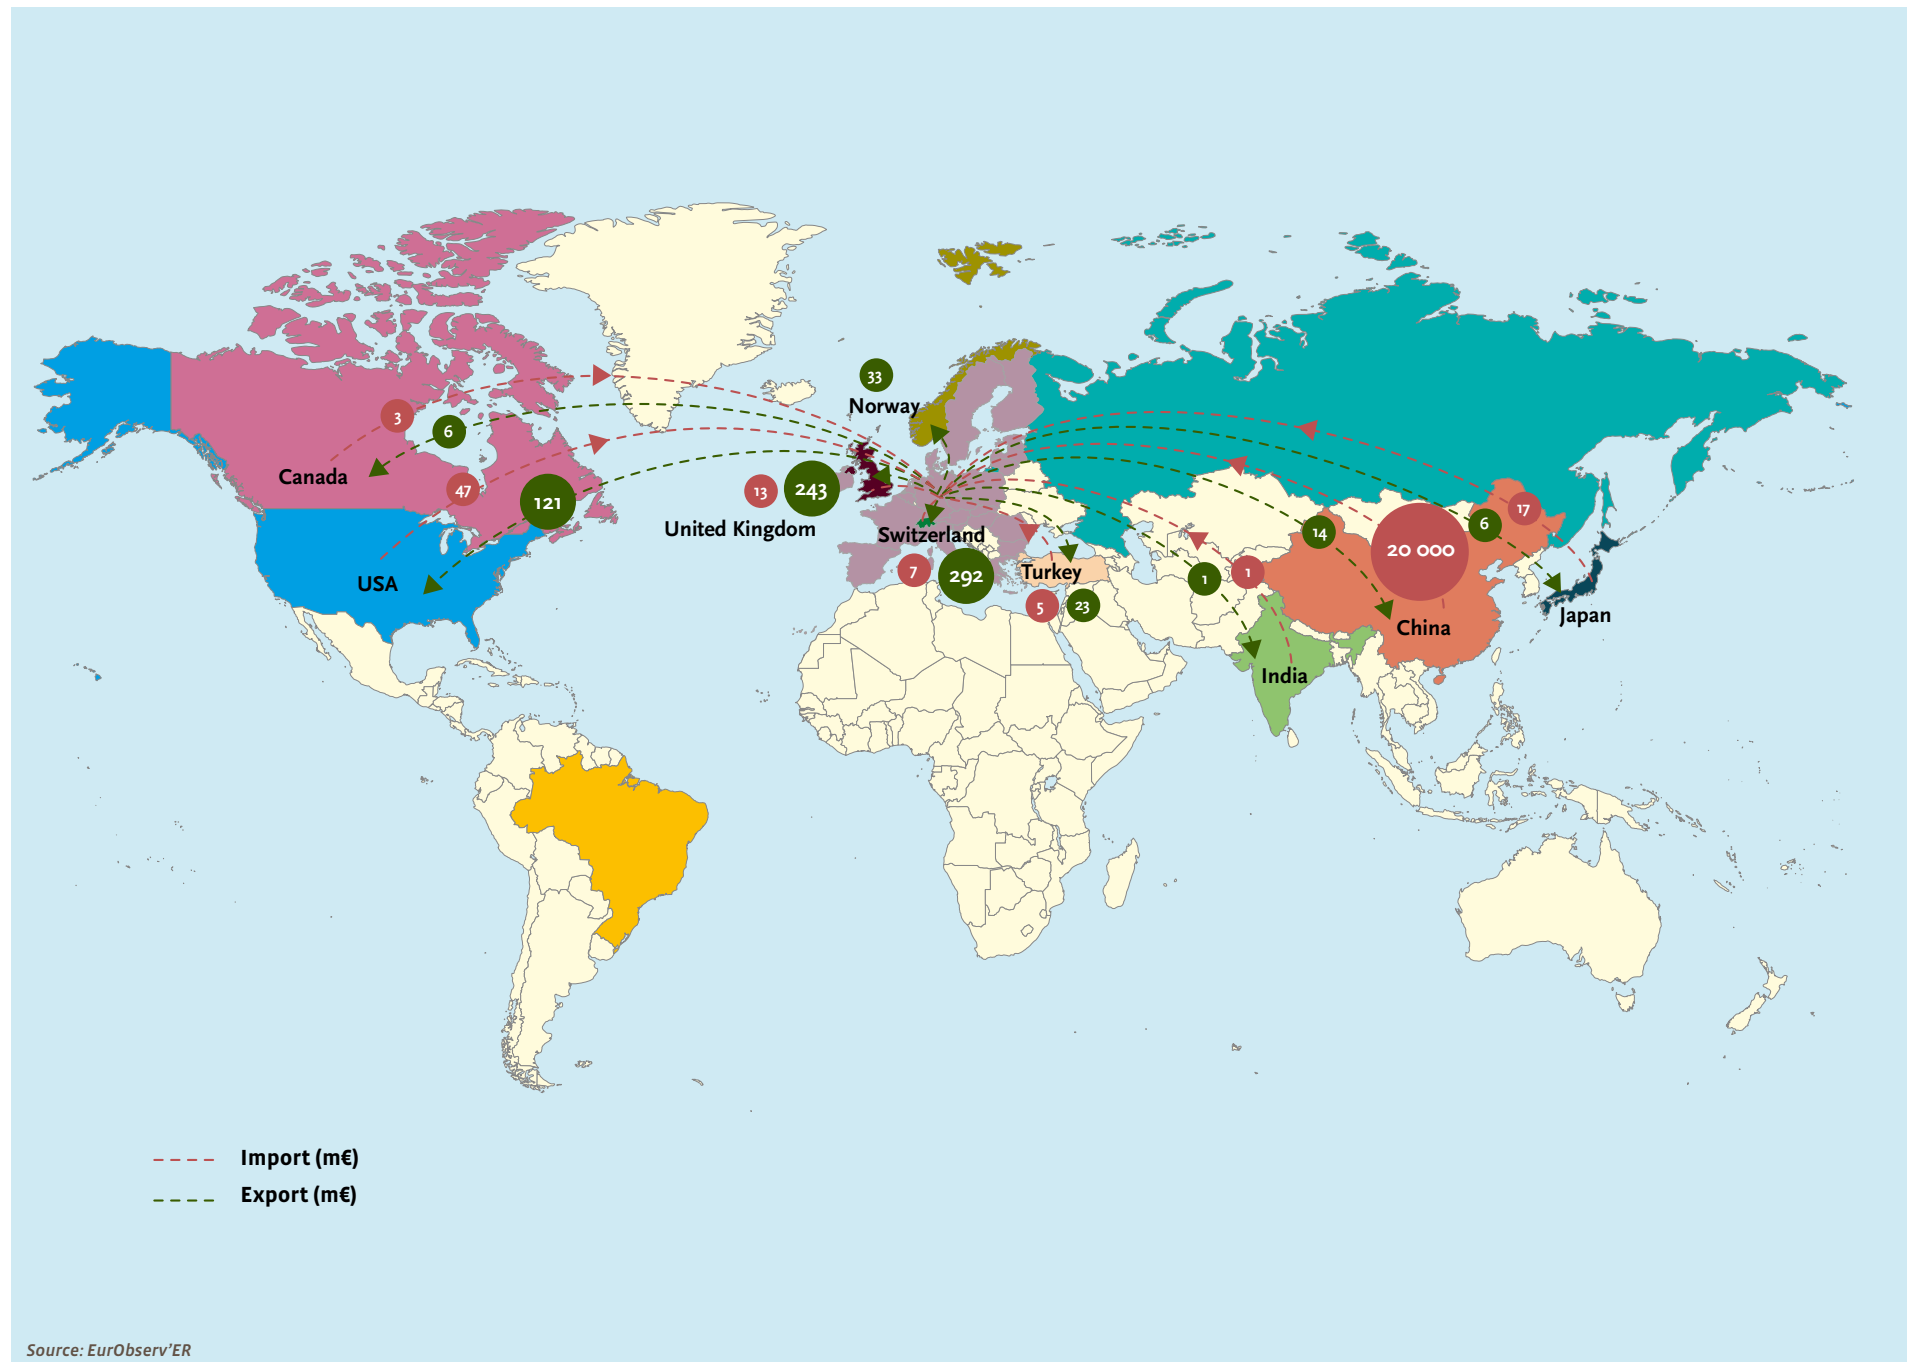 33
Norway
3
6
Canada
47
121
13
243
United Kingdom
Switzerland
17
6
14
20 000
USA
7
292
Turkey
1
1
5
23
Japan
China
India
Import (m€)
Export (m€)
Source: EurObserv'ER